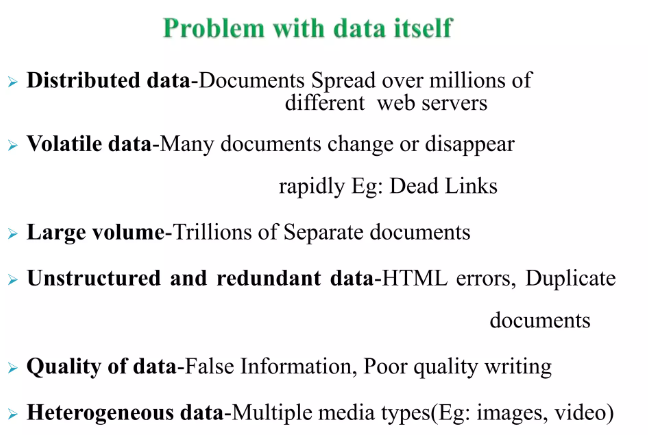 Problem with data itself
➢ Distributed data-Documents Spread over millions of
different web servers
➢ Volatile data-Many documents change or disappear
rapidly Eg: Dead Links
➢ Large volume-Trillions of Separate documents
➢ Unstructured and redundant data-HTML errors, Duplicate
documents
➢ Quality of data-False Information, Poor quality writing
➢ Heterogeneous data-Multiple media types(Eg: images, video)